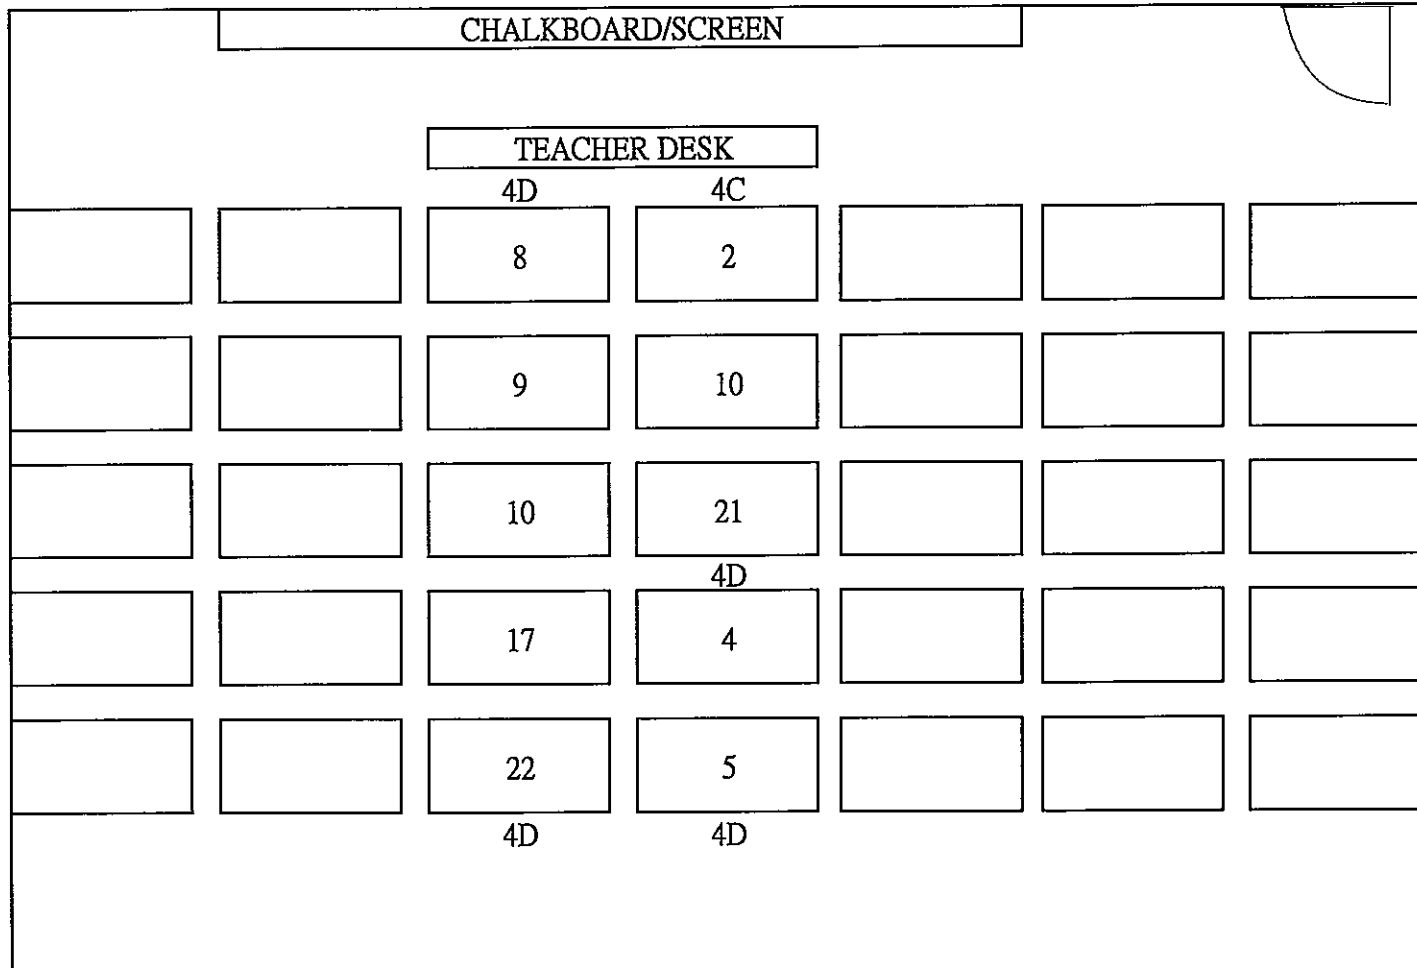 CHALKBOARD/SCREEN
TEACHER DESK
4D 4C
8 2
9 10
10 21
4D
17 4
22 5
4D 4D